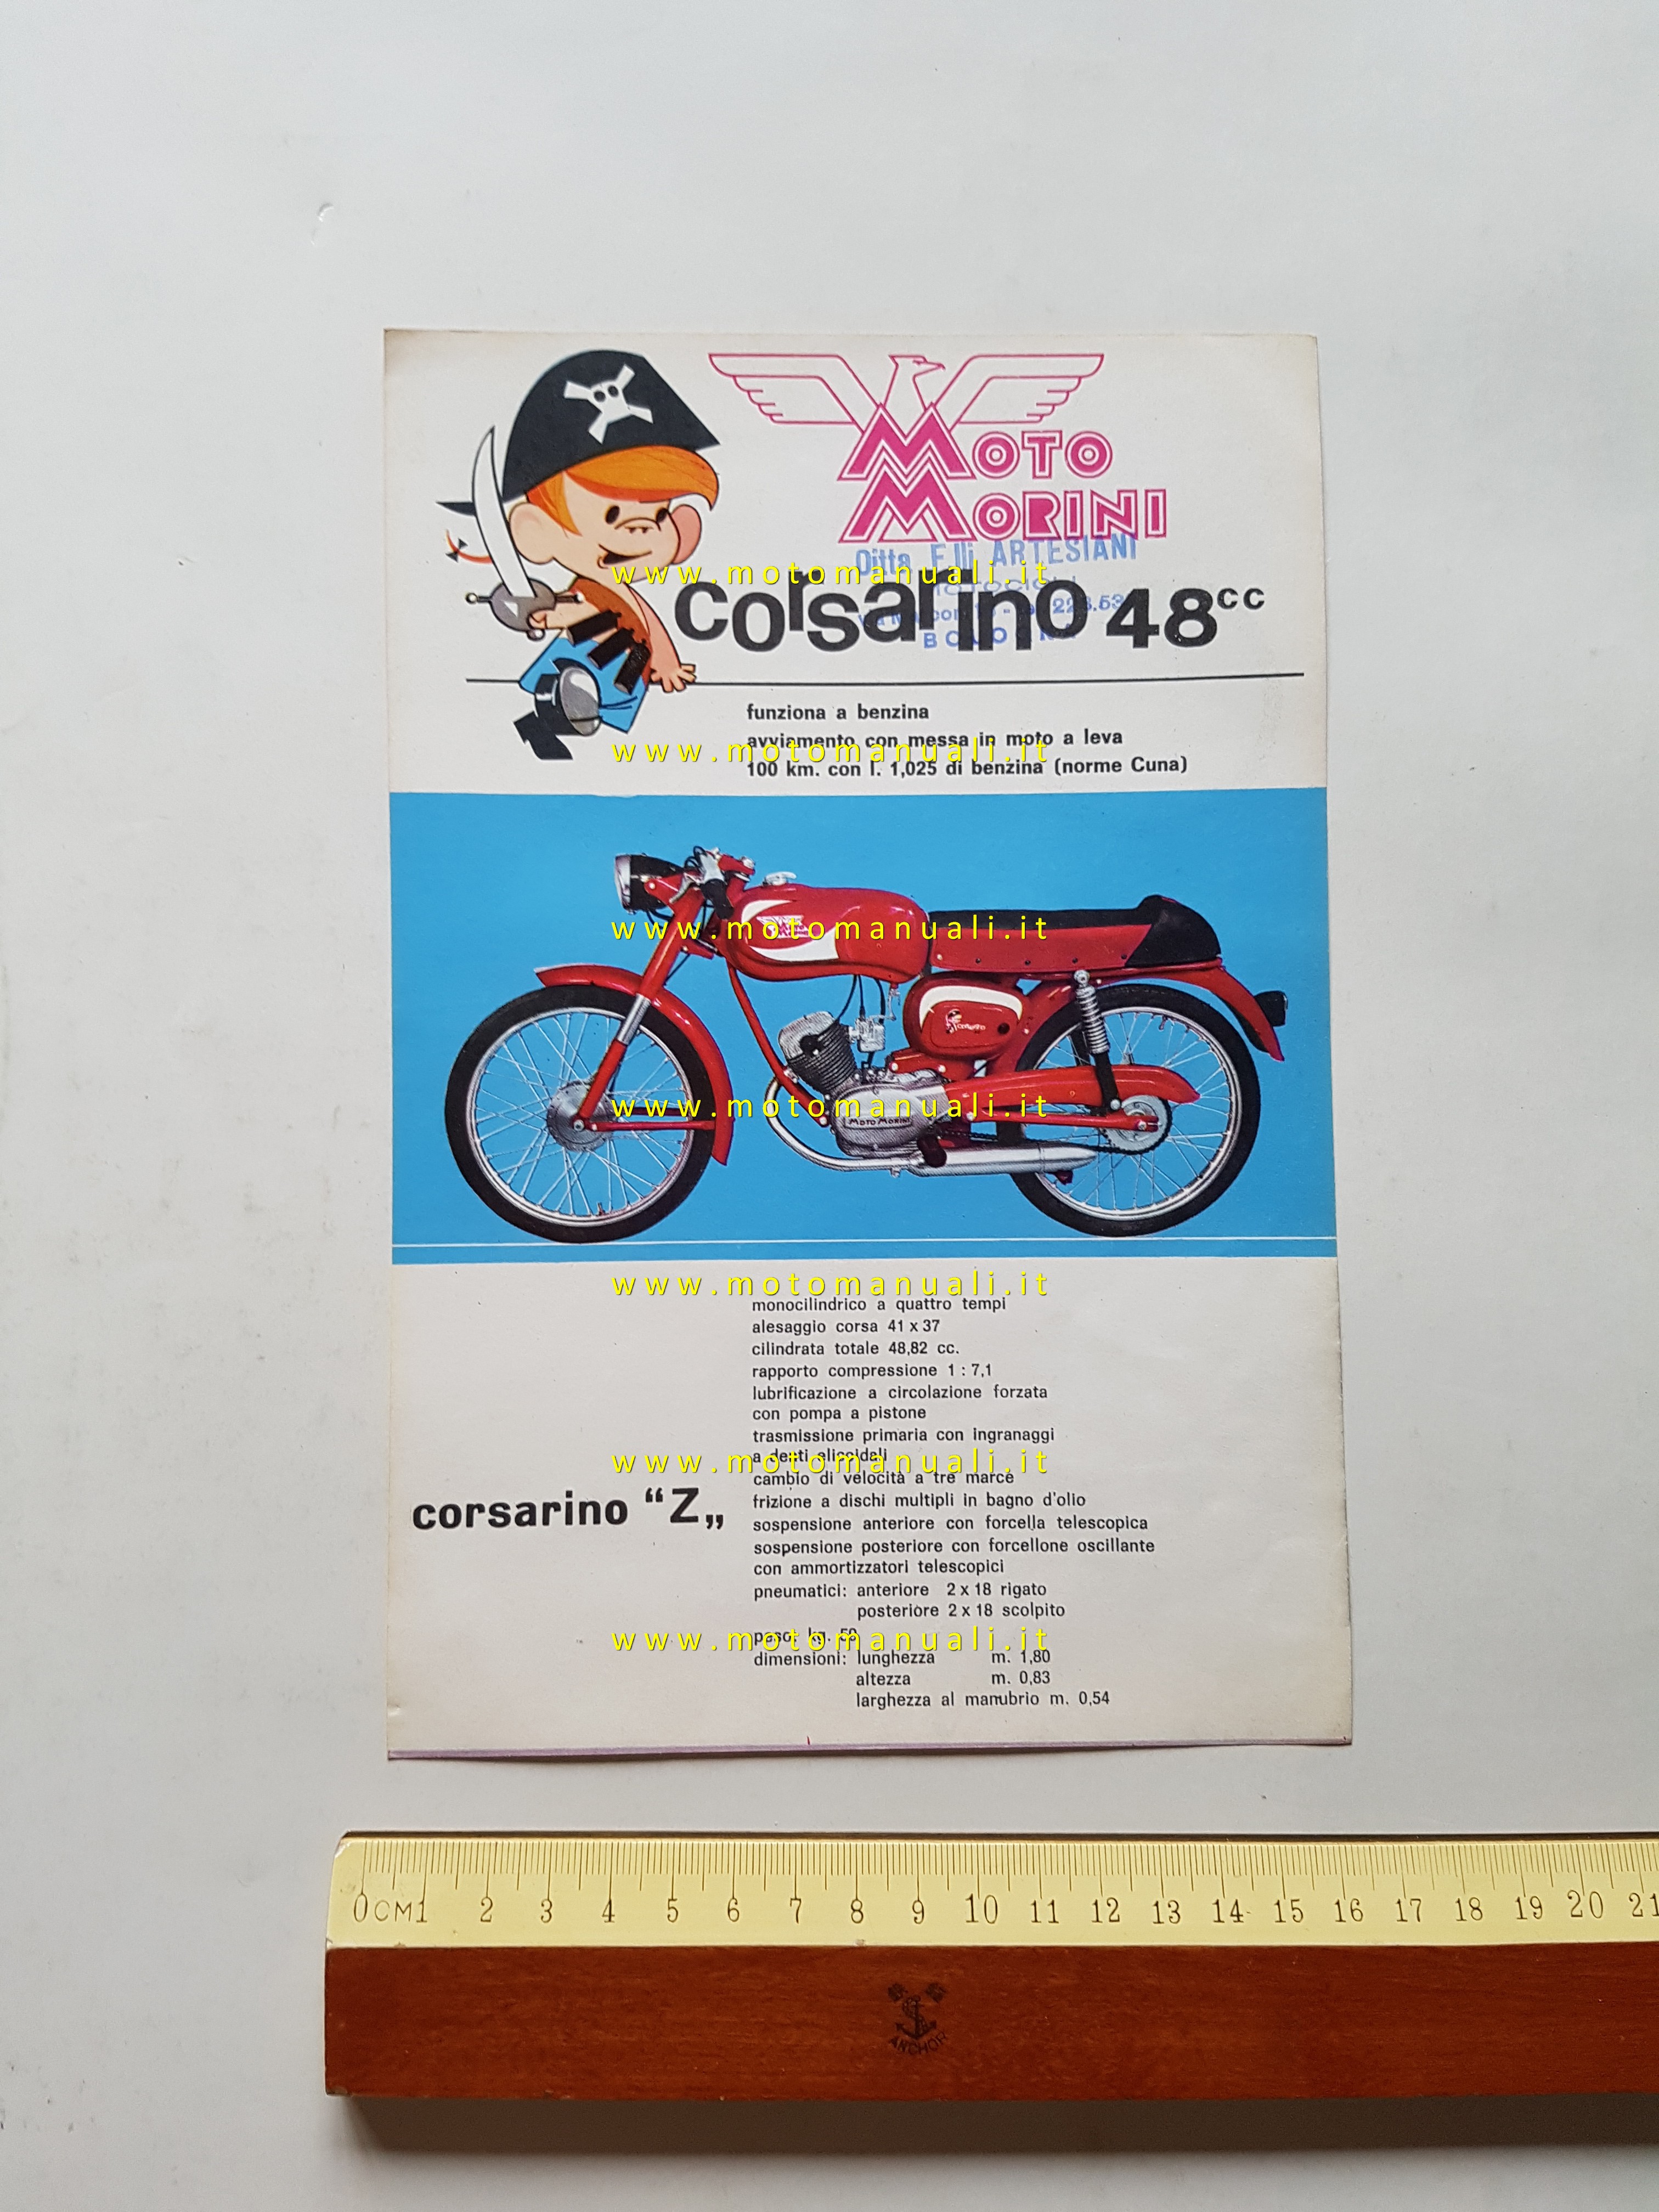 MOTO
MORINI
Ditta F.lli ARTESIANI
www.motomanuali.it
corsarino 48cc
funziona a benzina
avviamento con messa in moto a leva
www.motomanuali.it
100 km. con l. 1,025 di benzina (norme Cuna)
www.motomanuali.it
corsarino
www.motomanuali.it
MOTO MORINI
www.motomanuali.it
monocilindrico a quattro tempi
alesaggio corsa 41 x 37
cilindrata totale 48,82 cc.
rapporto compressione 1 : 7,1
lubrificazione a circolazione forzata
con pompa a pistone
trasmissione primaria con ingranaggi
a denti elicoidali
www.motomanuali.it
cambio di velocità a tre marce
corsarino “Z„
frizione a dischi multipli in bagno d'olio
sospensione anteriore con forcella telescopica
sospensione posteriore con forcellone oscillante
con ammortizzatori telescopici
pneumatici: anteriore 2 x 18 rigato
posteriore 2 x 18 scolpito
peso: kg.
www.motomanuali.it
dimensioni: lunghezza m. 1,80
altezza m. 0,83
larghezza al manubrio m. 0,54
0 CM 1 2 3 4 5 6 7 8 9 10 11 12 13 14 15 16 17 18 19 20 21
ANCHOR